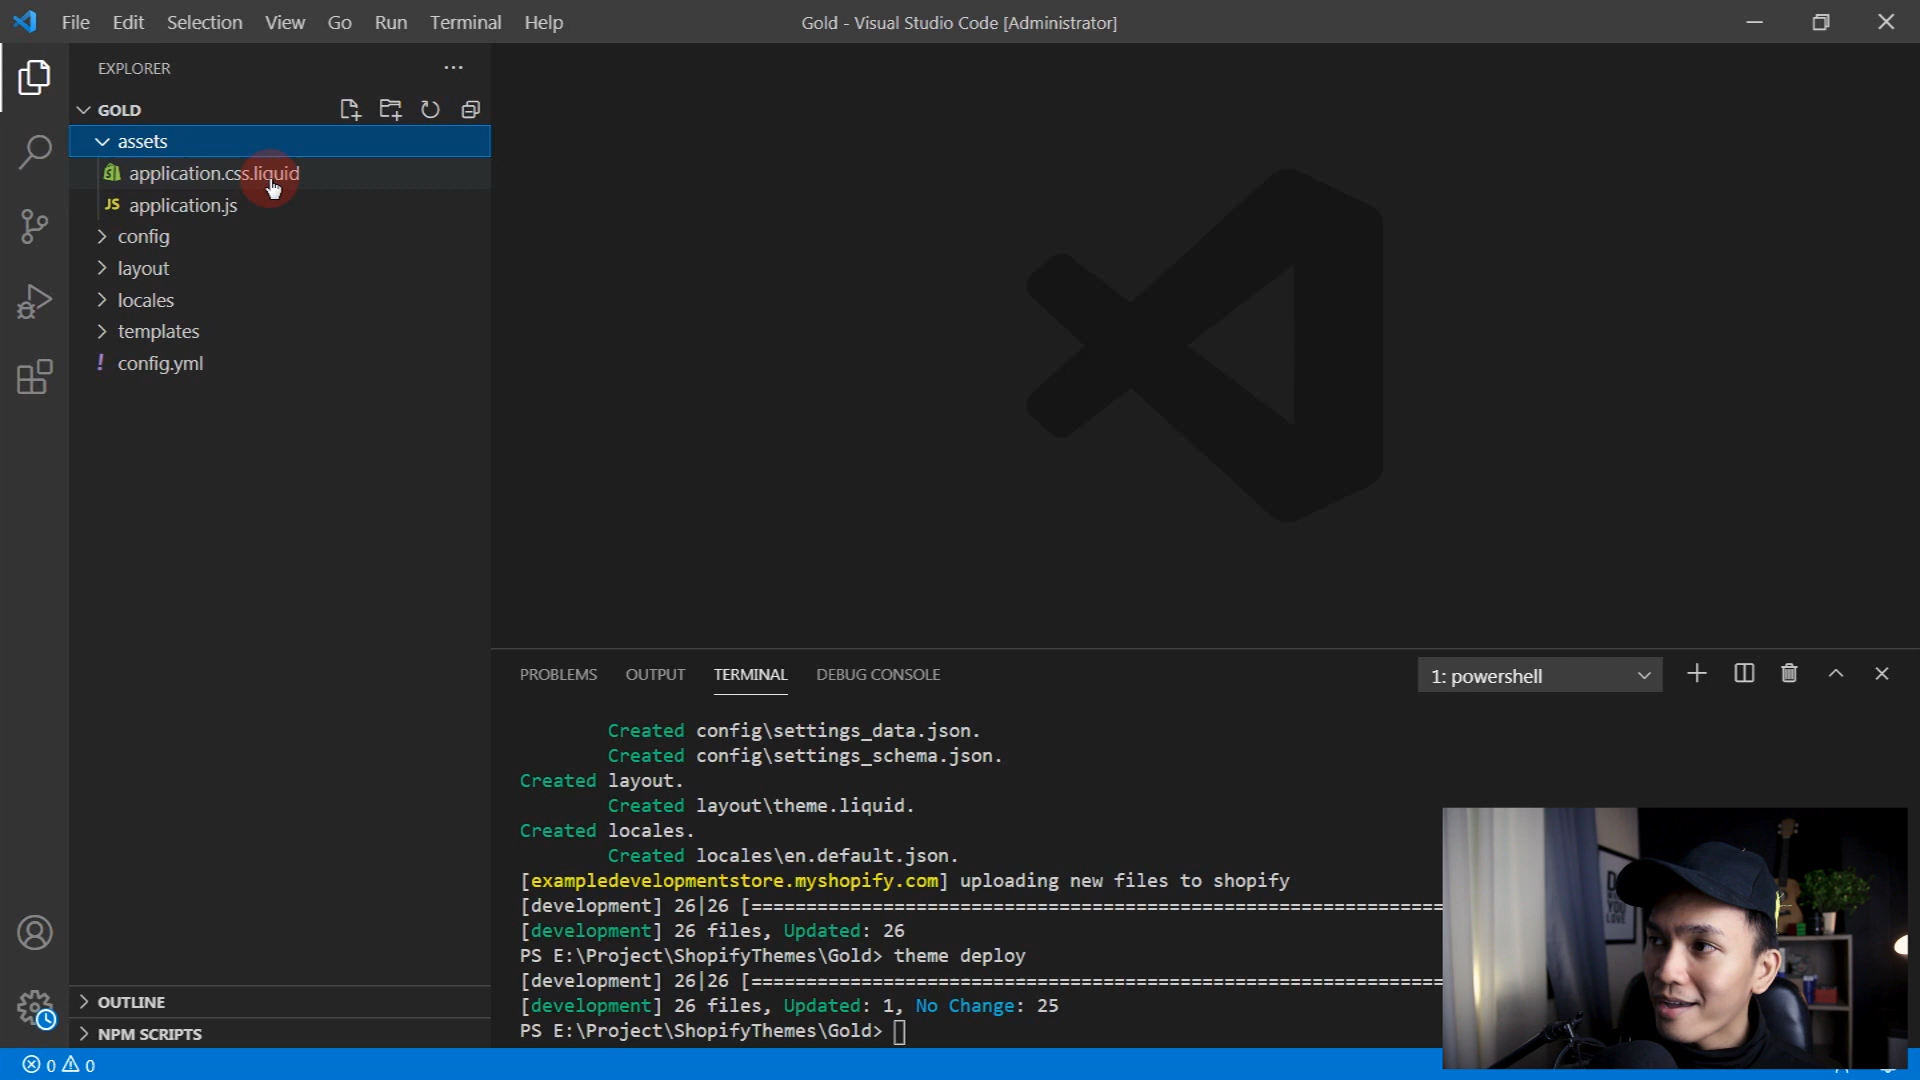 File Edit Selection View Go Run Terminal Help
Gold - Visual Studio Code [Administrator]
EXPLORER
GOLD
assets
application.css.liquid
JS application.js
config
layout
locales
templates
! config.yml
OUTLINE
NPM SCRIPTS
0 0
PROBLEMS OUTPUT TERMINAL DEBUG CONSOLE
1: powershell
Created config\settings_data.json.
Created config\settings_schema.json.
Created layout.
Created layout\theme.liquid.
Created locales.
Created locales\en.default.json.
[exampledevelopmentstore.myshopify.com] uploading new files to shopify
[development] 26|26 [===============================================================
[development] 26 files, Updated: 26
PS E:\Project\ShopifyThemes\Gold> theme deploy
[development] 26|26 [===============================================================
[development] 26 files, Updated: 1, No Change: 25
PS E:\Project\ShopifyThemes\Gold>